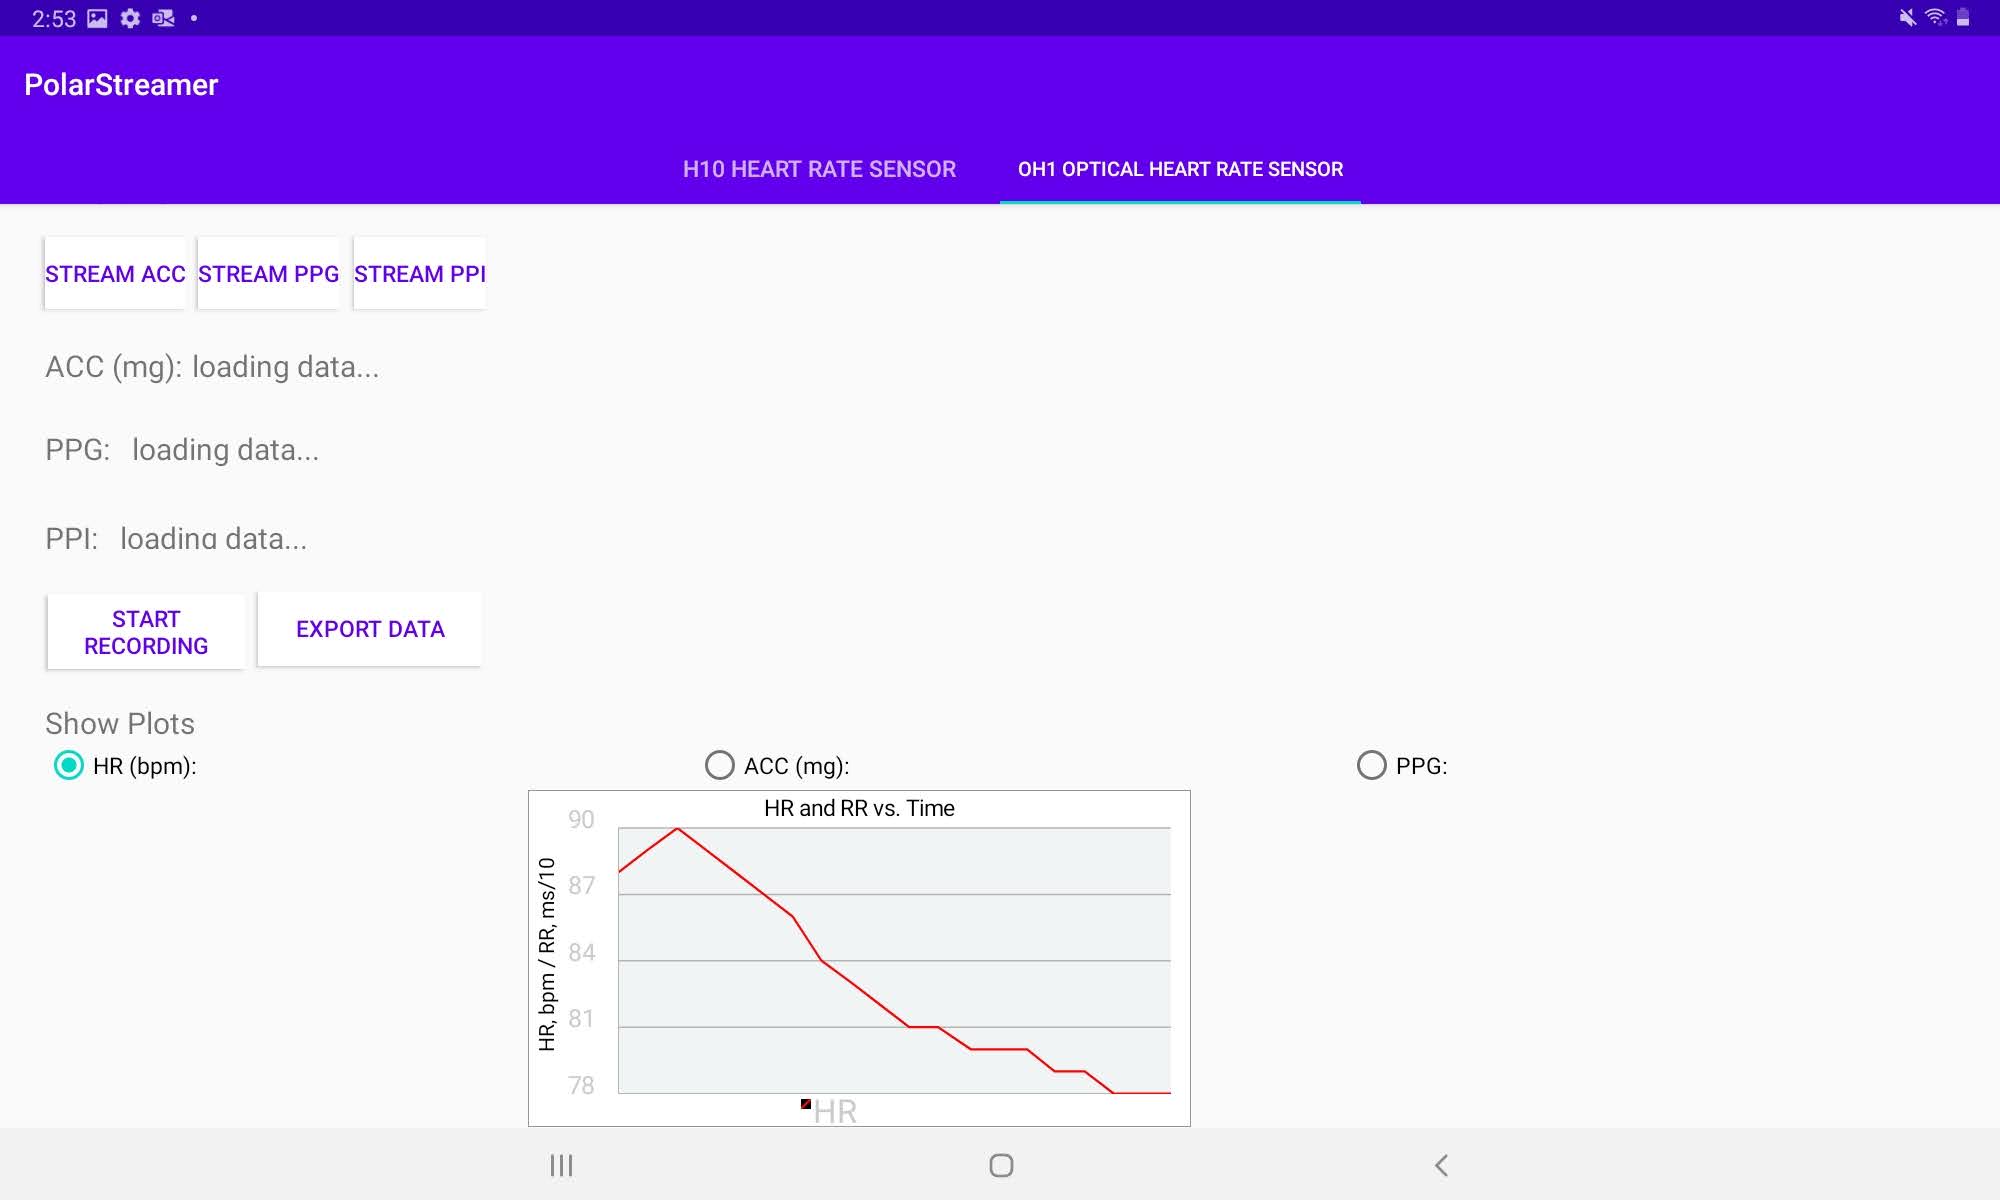 2:53
PolarStreamer
H10 HEART RATE SENSOR
OH1 OPTICAL HEART RATE SENSOR
STREAM ACC
STREAM PPG
STREAM PPI
ACC (mg): loading data...
PPG: loading data...
PPI: loading data...
START
RECORDING
EXPORT DATA
Show Plots
HR (bpm):
ACC (mg):
PPG:
HR and RR vs. Time
HR, bpm / RR, ms/10
90
87
84
81
78
HR